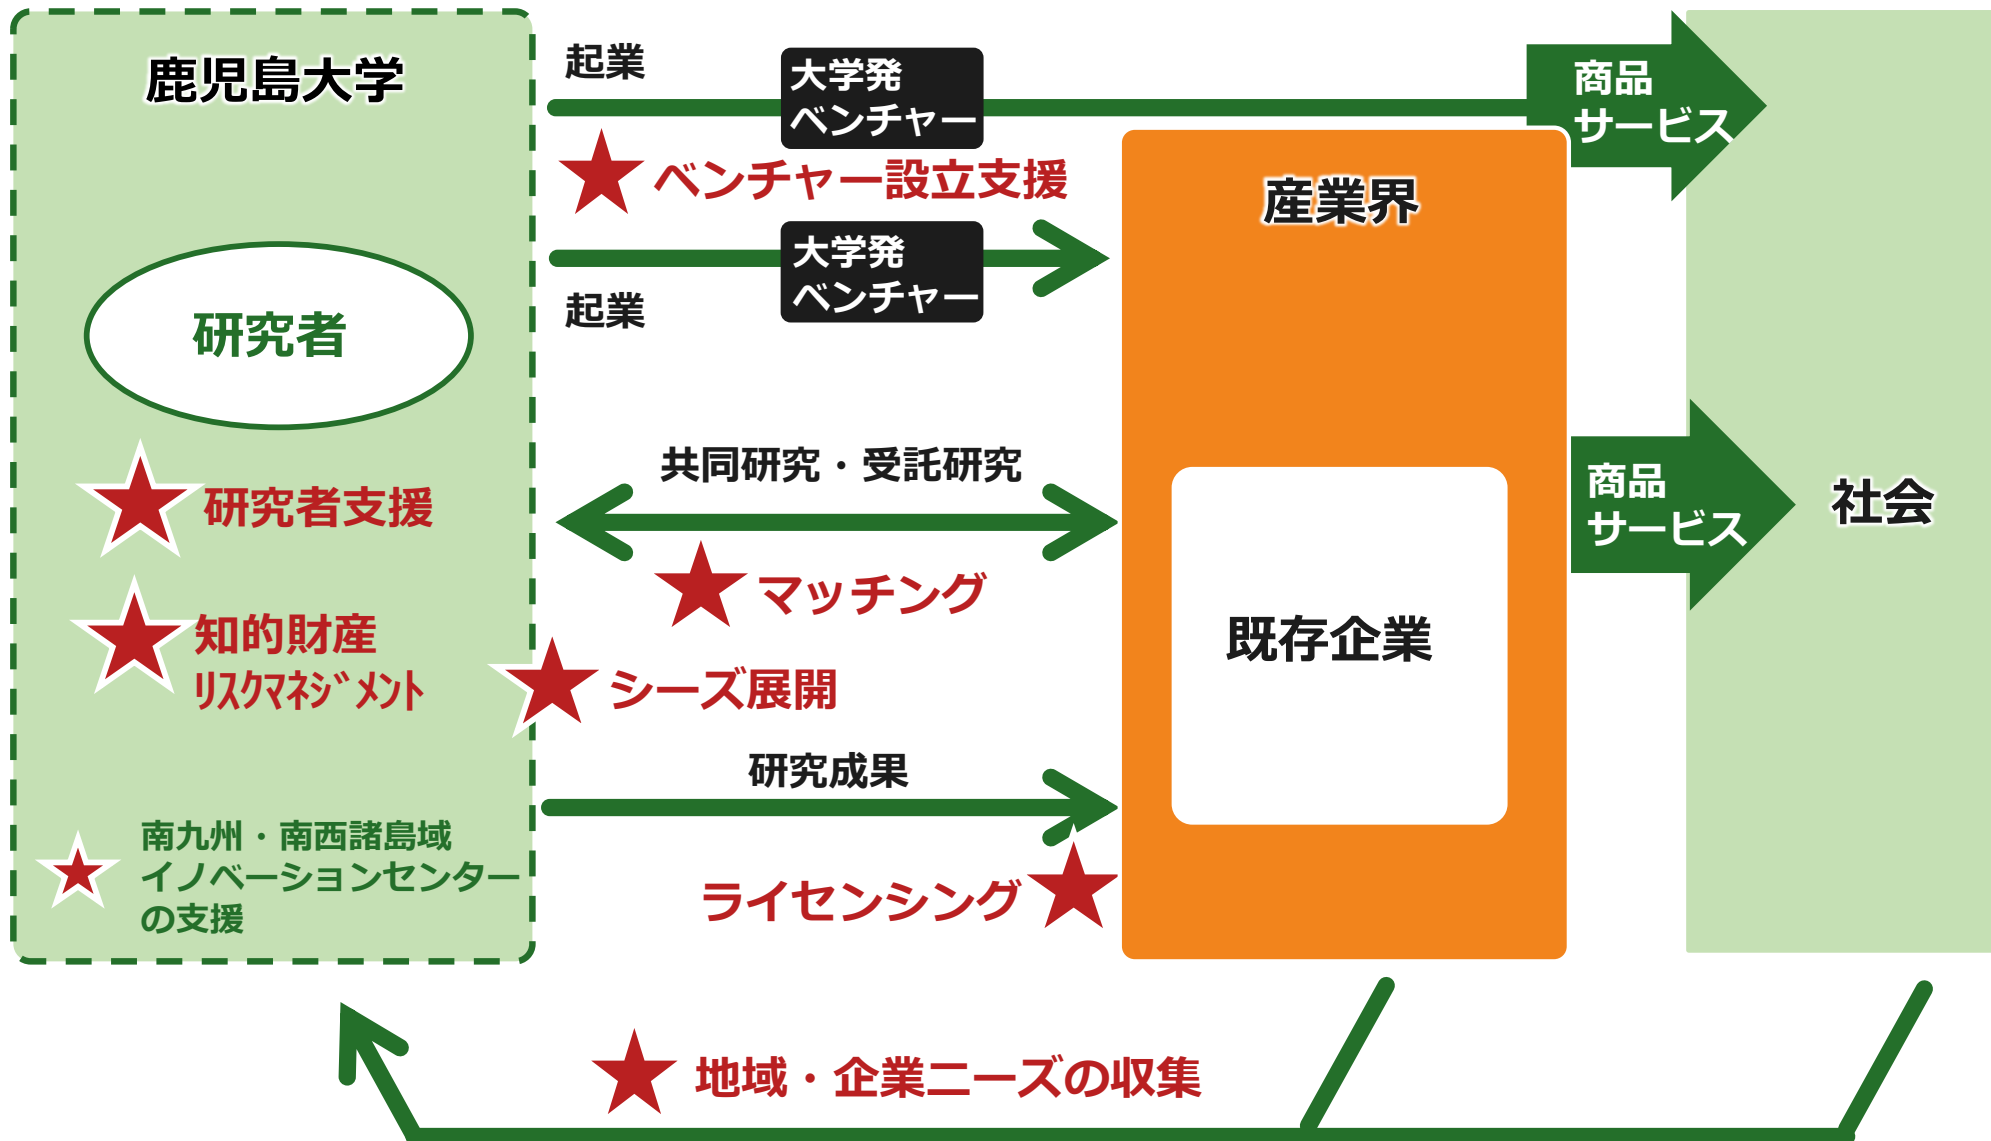 鹿児島大学
研究者
研究者支援
知的財産
ﾘｽｸﾏﾈｼﾞﾒﾝﾄ
南九州・南西諸島域
イノベーションセンター
の支援
起業
大学発
ベンチャー
ベンチャー設立支援
大学発
ベンチャー
起業
共同研究・受託研究
マッチング
シーズ展開
研究成果
ライセンシング
産業界
既存企業
商品
サービス
商品
サービス
社会
地域・企業ニーズの収集